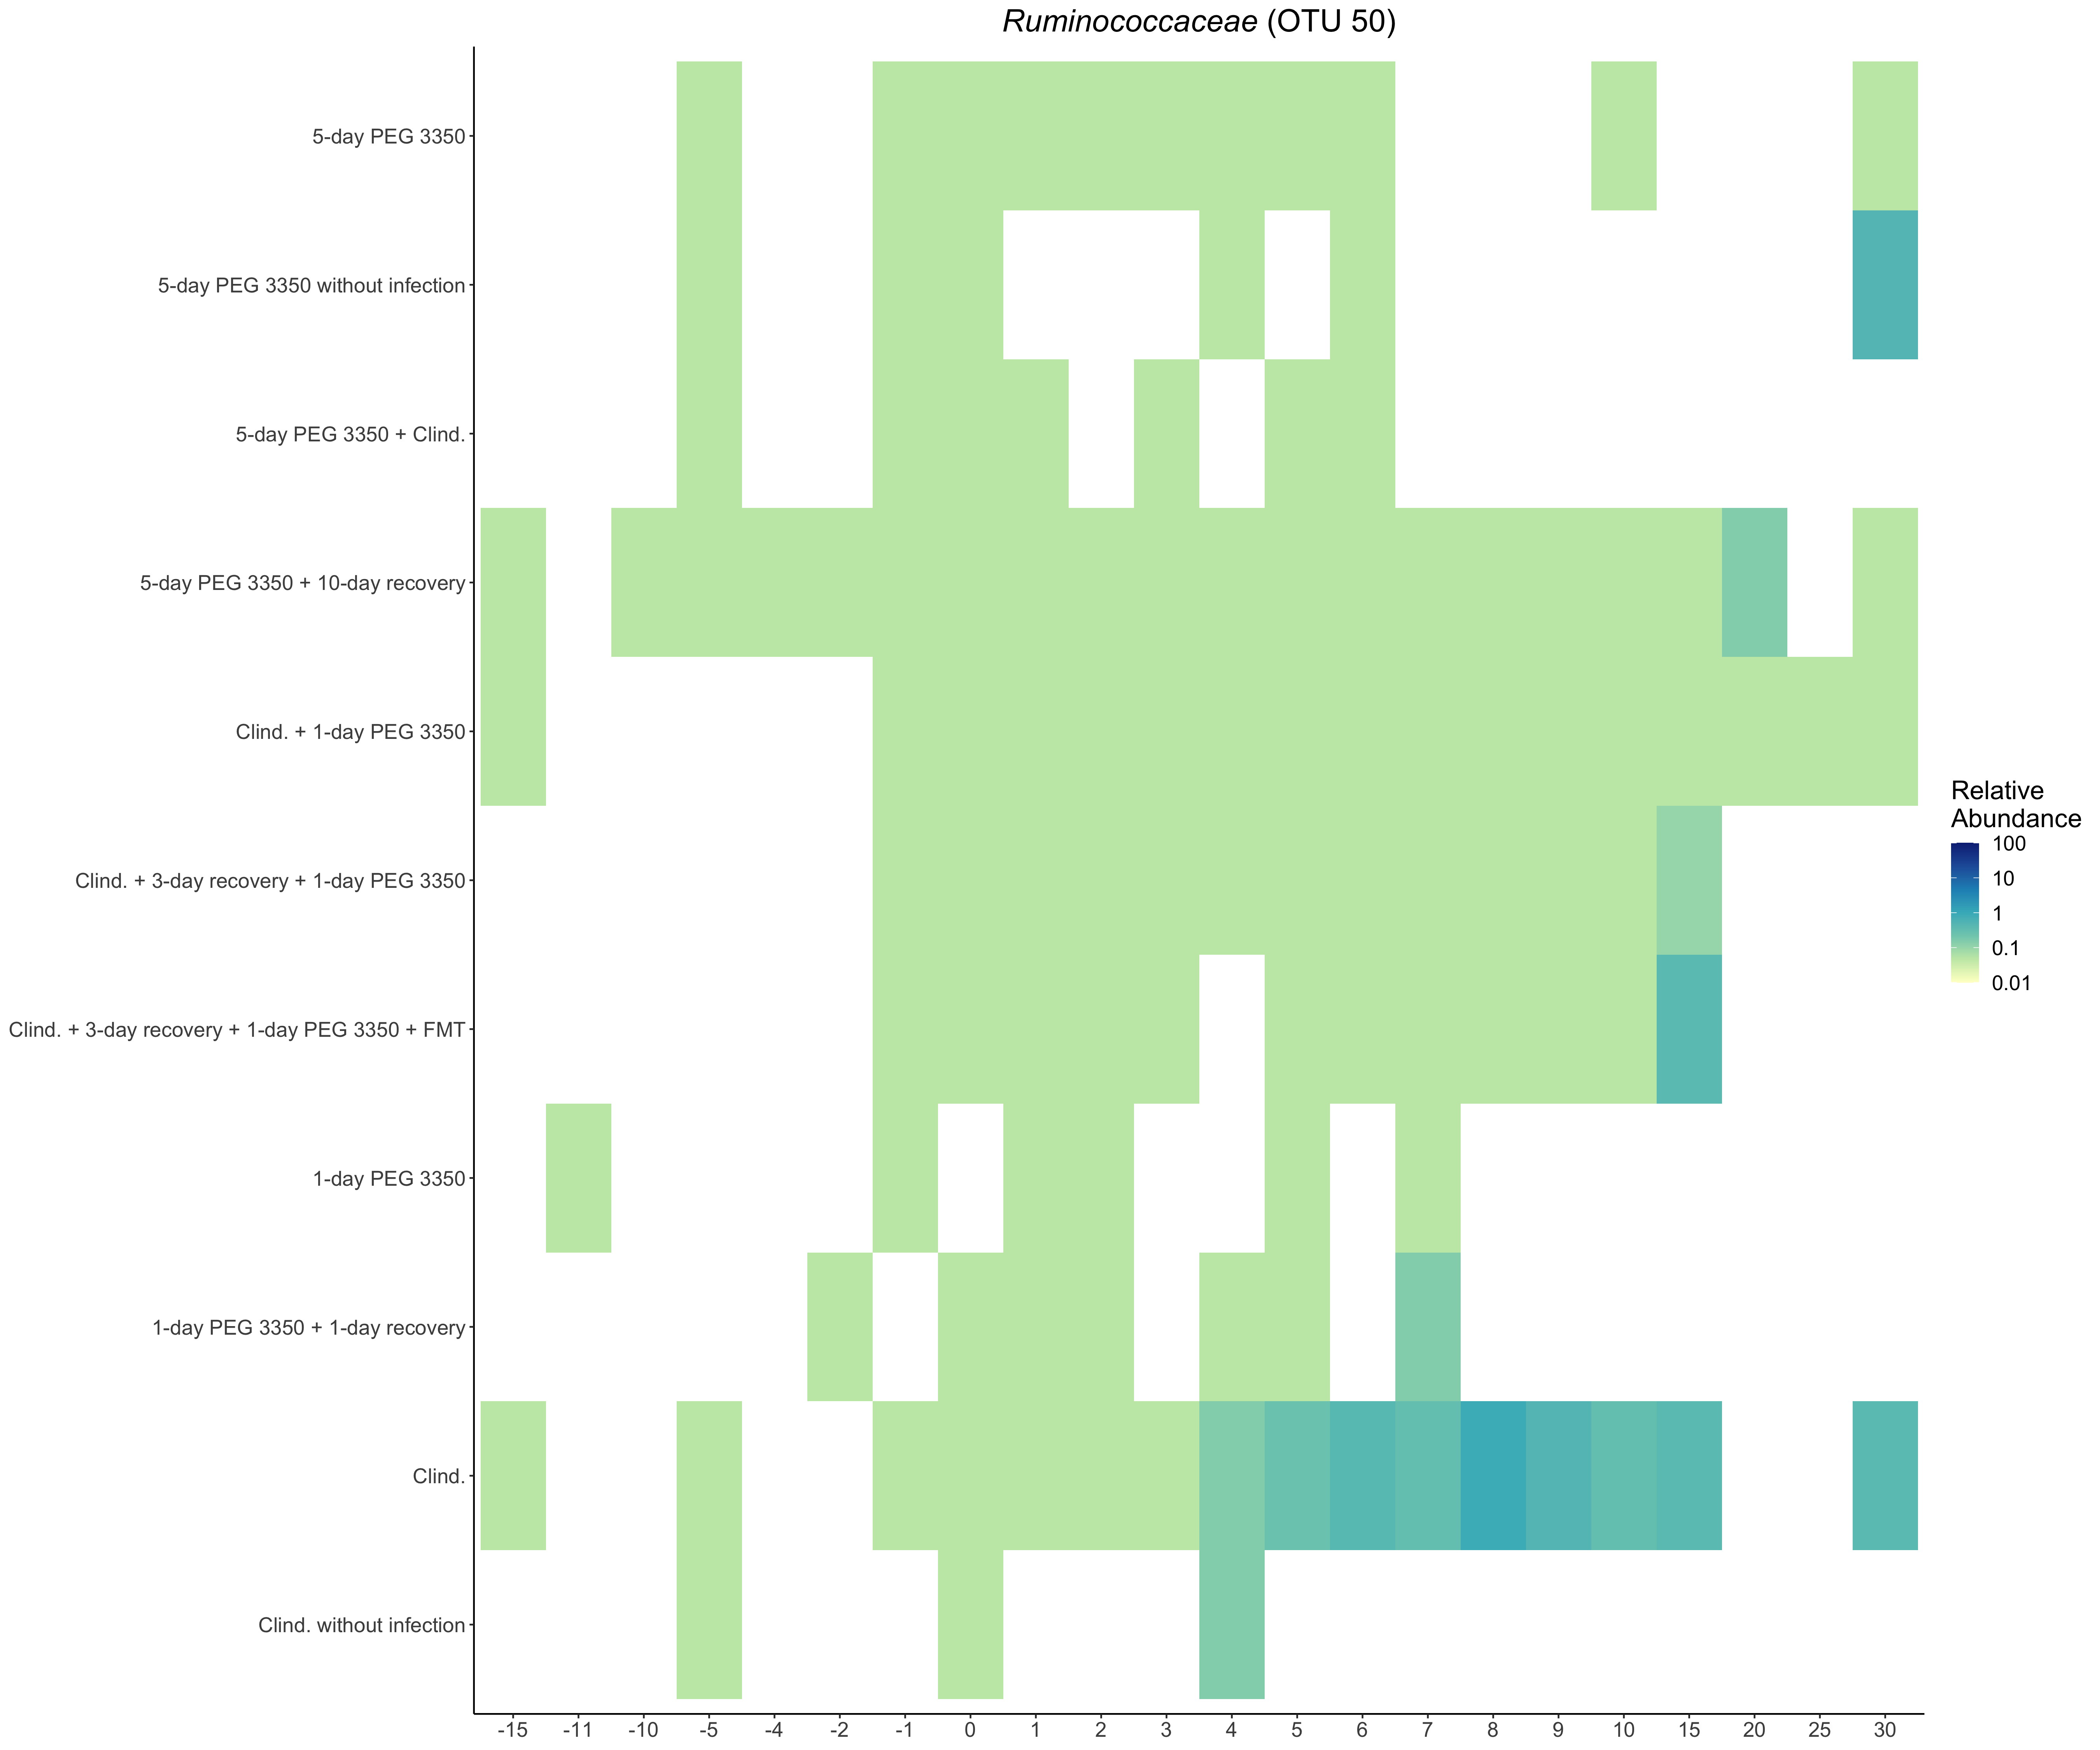 Ruminococcaceae (OTU 50)
5-day PEG 3350
5-day PEG 3350 without infection
5-day PEG 3350 + Clind.
5-day PEG 3350 + 10-day recovery
Clind. + 1-day PEG 3350
Clind. + 3-day recovery + 1-day PEG 3350
Clind. + 3-day recovery + 1-day PEG 3350 + FMT
1-day PEG 3350
1-day PEG 3350 + 1-day recovery
Clind.
Clind. without infection
-15 -11 -10 -5 -4 -2 -1 0 1 2 3 4 5 6 7 8 9 10 15 20 25 30
Relative
Abundance
100
10
1
0.1
0.01